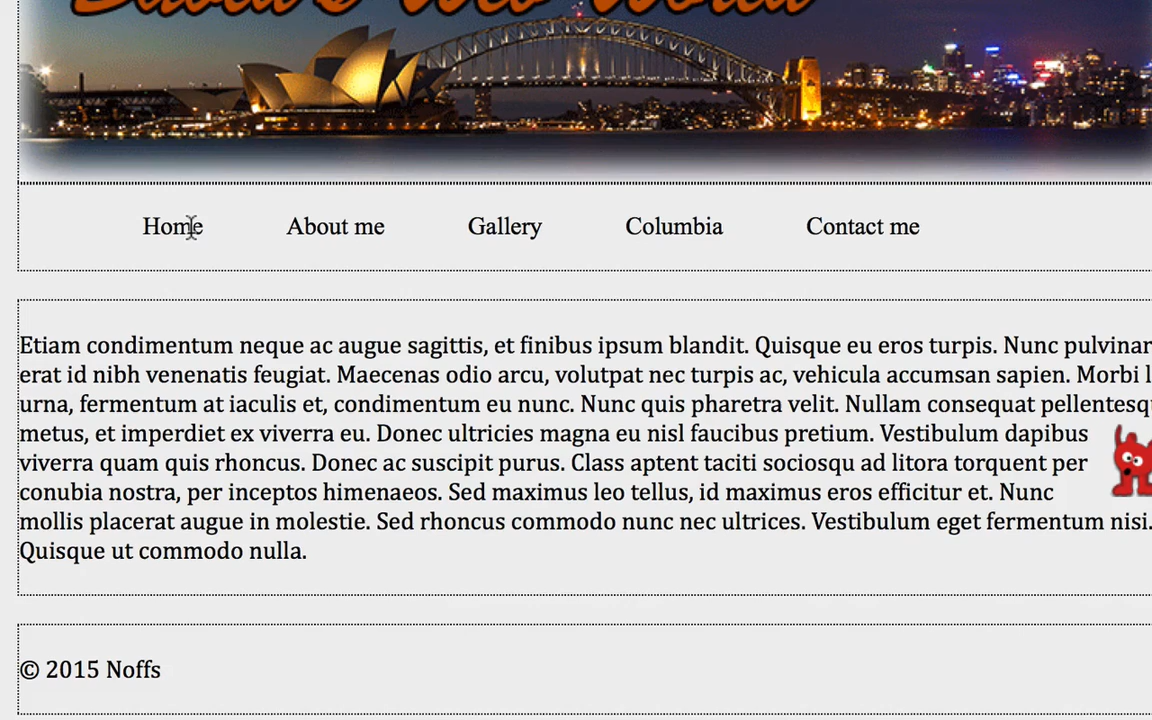 Web World
Home About me Gallery Columbia Contact me
Etiam condimentum neque ac augue sagittis, et finibus ipsum blandit. Quisque eu eros turpis. Nunc pulvinar
erat id nibh venenatis feugiat. Maecenas odio arcu, volutpat nec turpis ac, vehicula accumsan sapien. Morbi
urna, fermentum at iaculis et, condimentum eu nunc. Nunc quis pharetra velit. Nullam consequat
metus, et imperdiet ex viverra eu. Donec ultricies magna eu nisl faucibus pretium. Vestibulum dapibus
viverra quam quis rhoncus. Donec ac suscipit purus. Class aptent taciti sociosqu ad litora torquent per
conubia nostra, per inceptos himenaeos. Sed maximus leo tellus, id maximus eros efficitur et. Nunc
mollis placerat augue in molestie. Sed rhoncus commodo nunc nec ultrices. Vestibulum eget fermentum nisi.
Quisque ut commodo nulla.
© 2015 Noffs